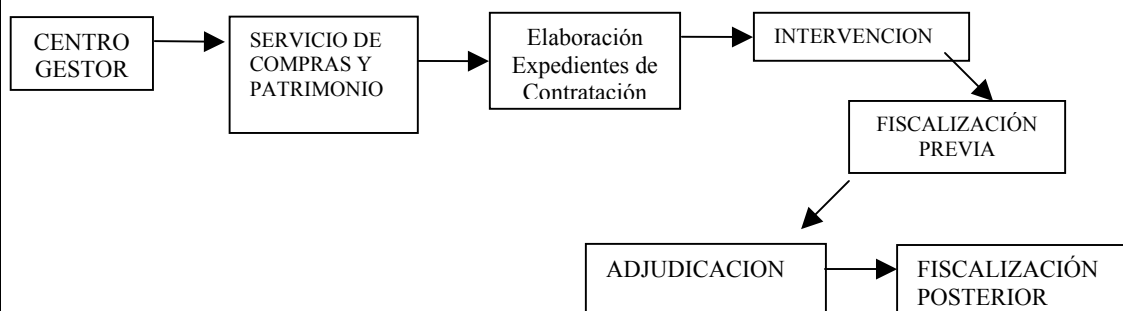 CENTRO
GESTOR
SERVICIO DE
COMPRAS Y
PATRIMONIO
Elaboración
Expedientes de
Contratación
INTERVENCION
FISCALIZACIÓN
PREVIA
ADJUDICACION
FISCALIZACIÓN
POSTERIOR